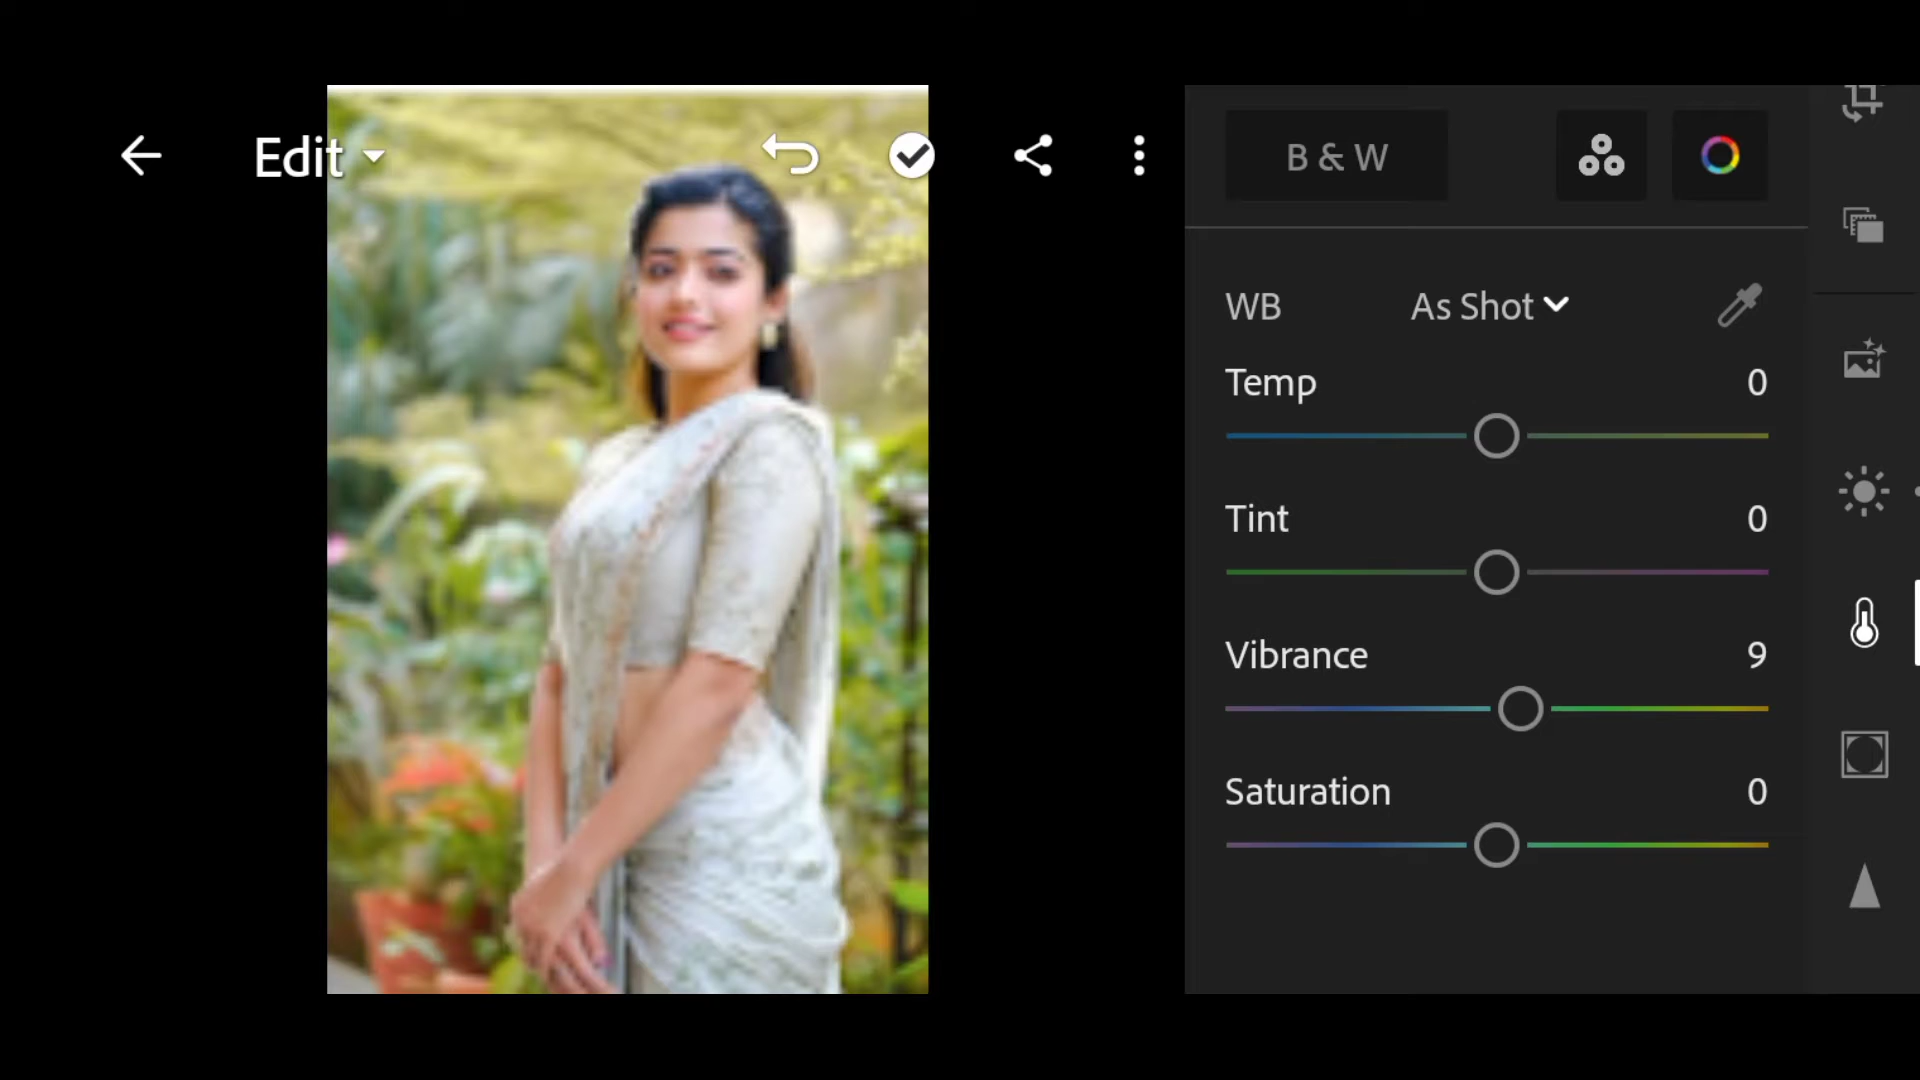 Edit
B & W
WB As Shot
Temp 0
Tint 0
Vibrance 9
Saturation 0